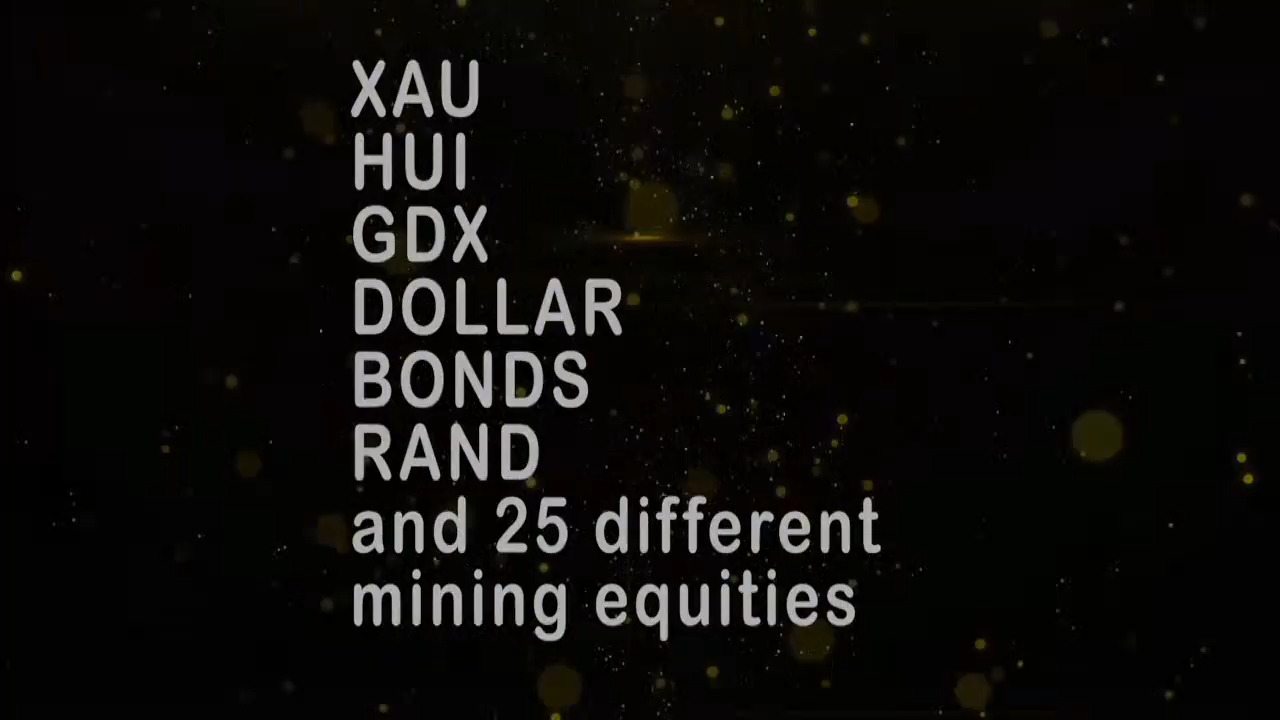 XAU
HUI
GDX
DOLLAR
BONDS
RAND
and 25 different
mining equities